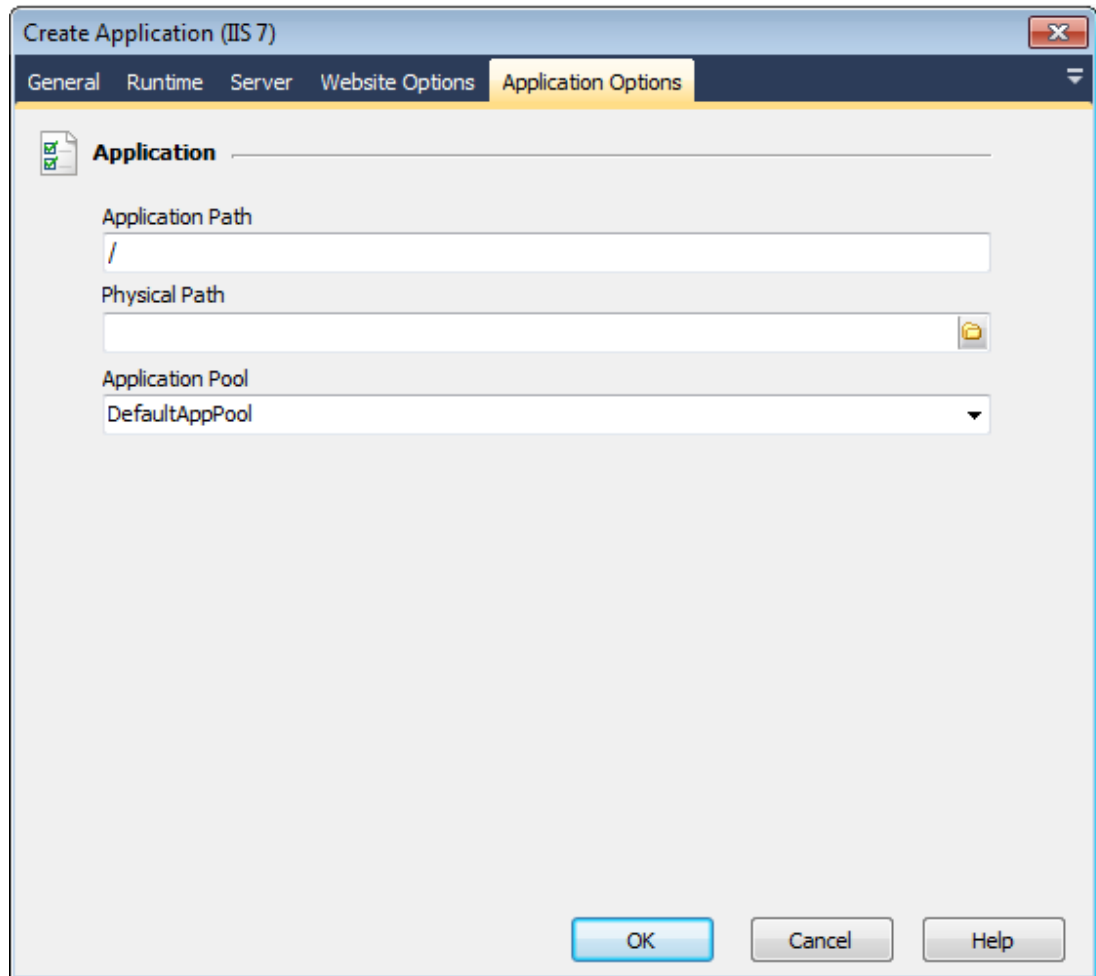 Create Application (IIS 7)
General Runtime Server Website Options Application Options
Application
Application Path
/
Physical Path
Application Pool
DefaultAppPool
OK Cancel Help